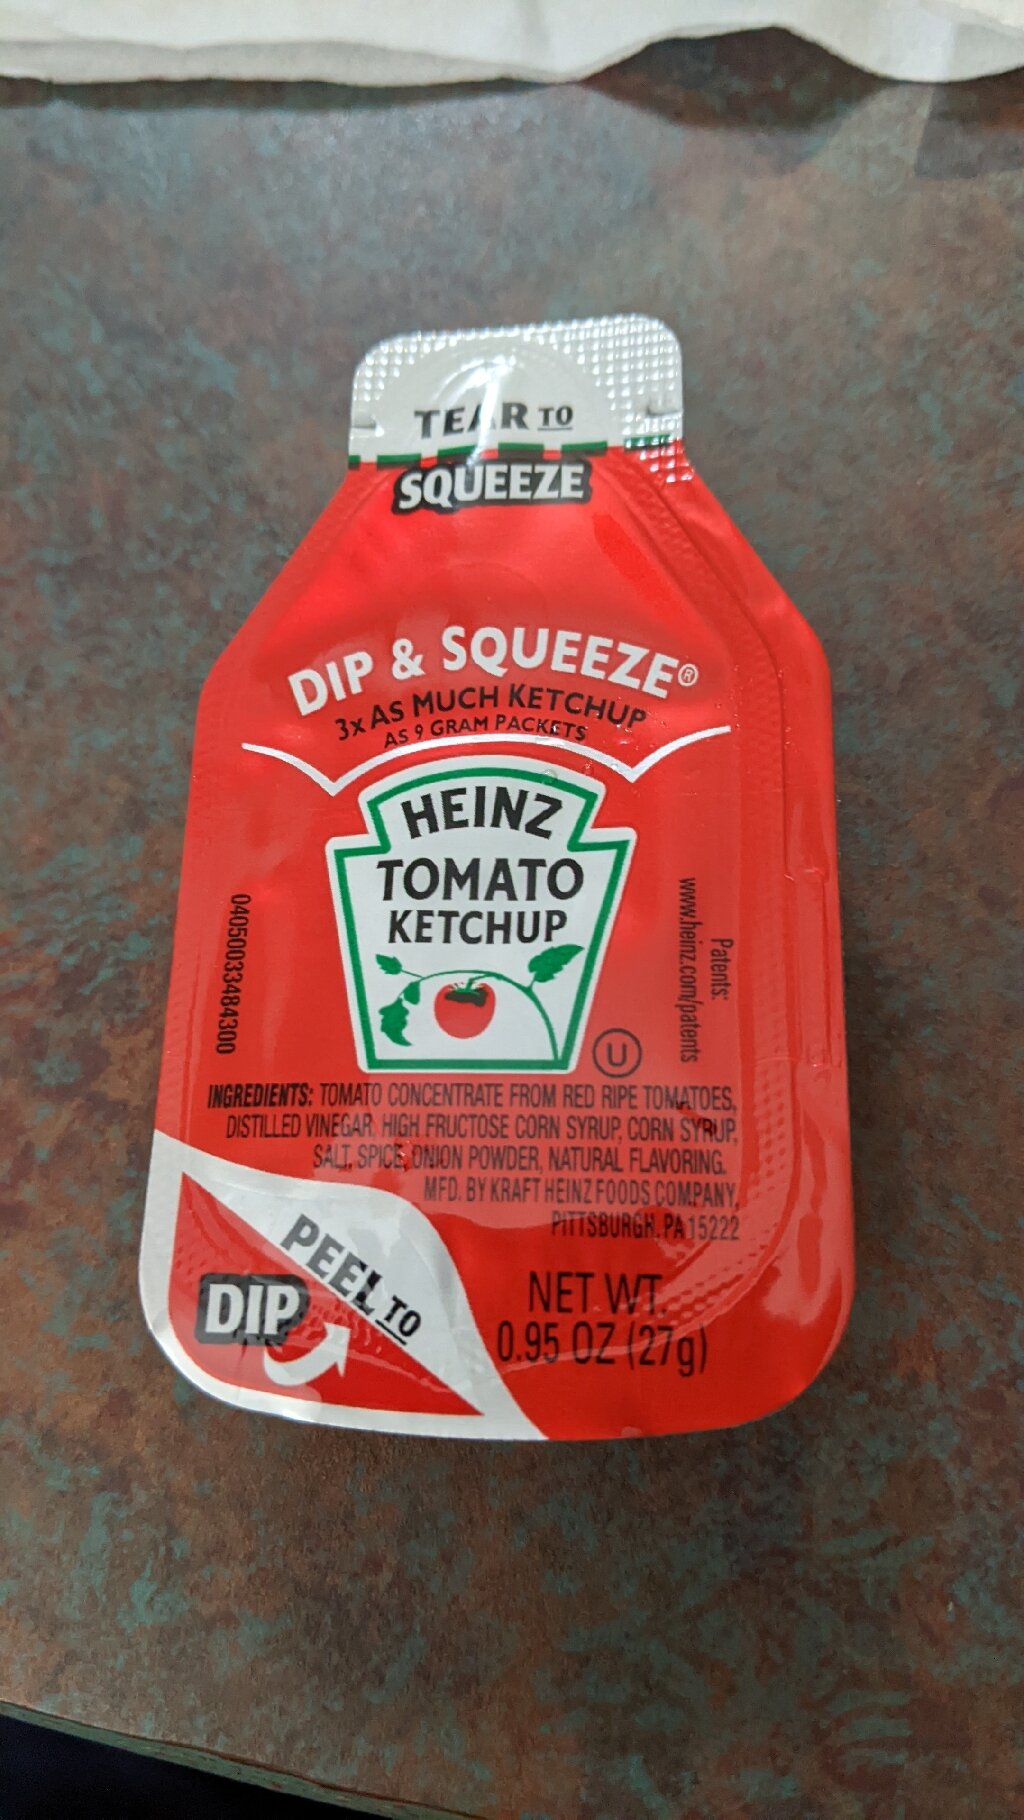 TEAR TO
SQUEEZE
DIP & SQUEEZE®
3x AS MUCH KETCHUP
AS 9 GRAM PACKETS
HEINZ
TOMATO
KETCHUP
04050033484300
Patents:
www.heinz.com/patents
U
INGREDIENTS: TOMATO CONCENTRATE FROM RED RIPE TOMATOES,
DISTILLED VINEGAR, HIGH FRUCTOSE CORN SYRUP, CORN SYRUP,
SALT, SPICE, ONION POWDER, NATURAL FLAVORING.
MFD. BY KRAFT HEINZ FOODS COMPANY,
PITTSBURGH, PA 15222
PEEL TO
DIP
NET WT.
0.95 OZ (27g)